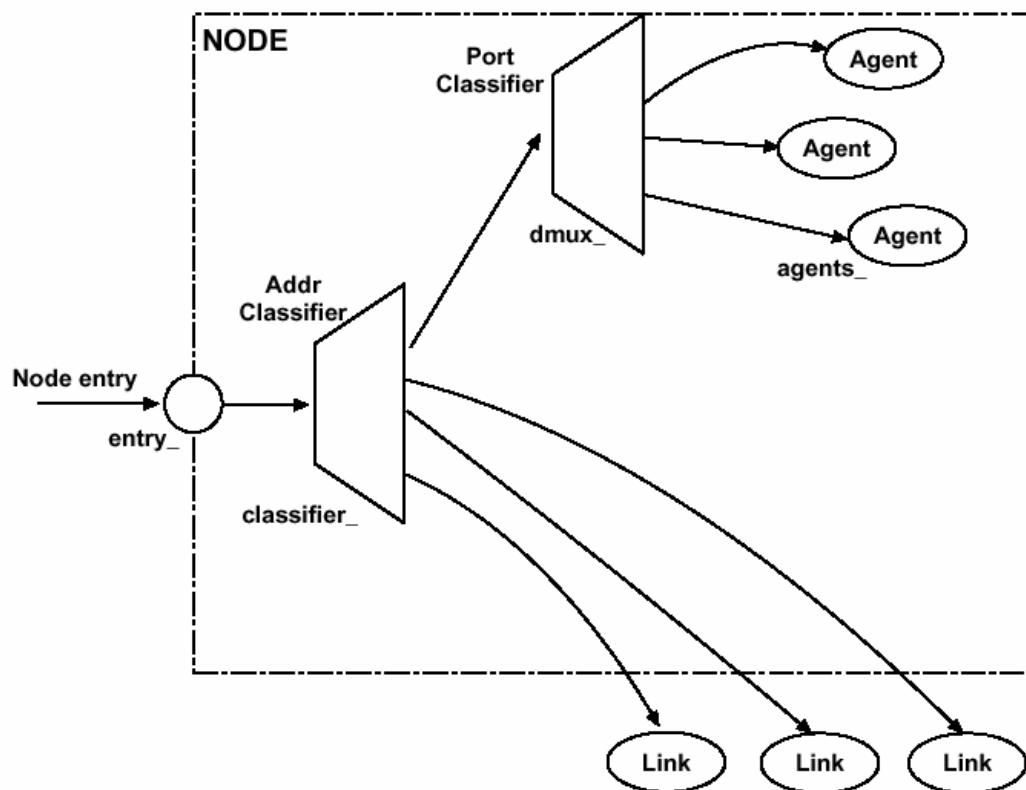 NODE
Port
Classifier
Agent
Agent
dmux_
Agent
agents_
Addr
Classifier
Node entry
entry_
classifier_
Link
Link
Link